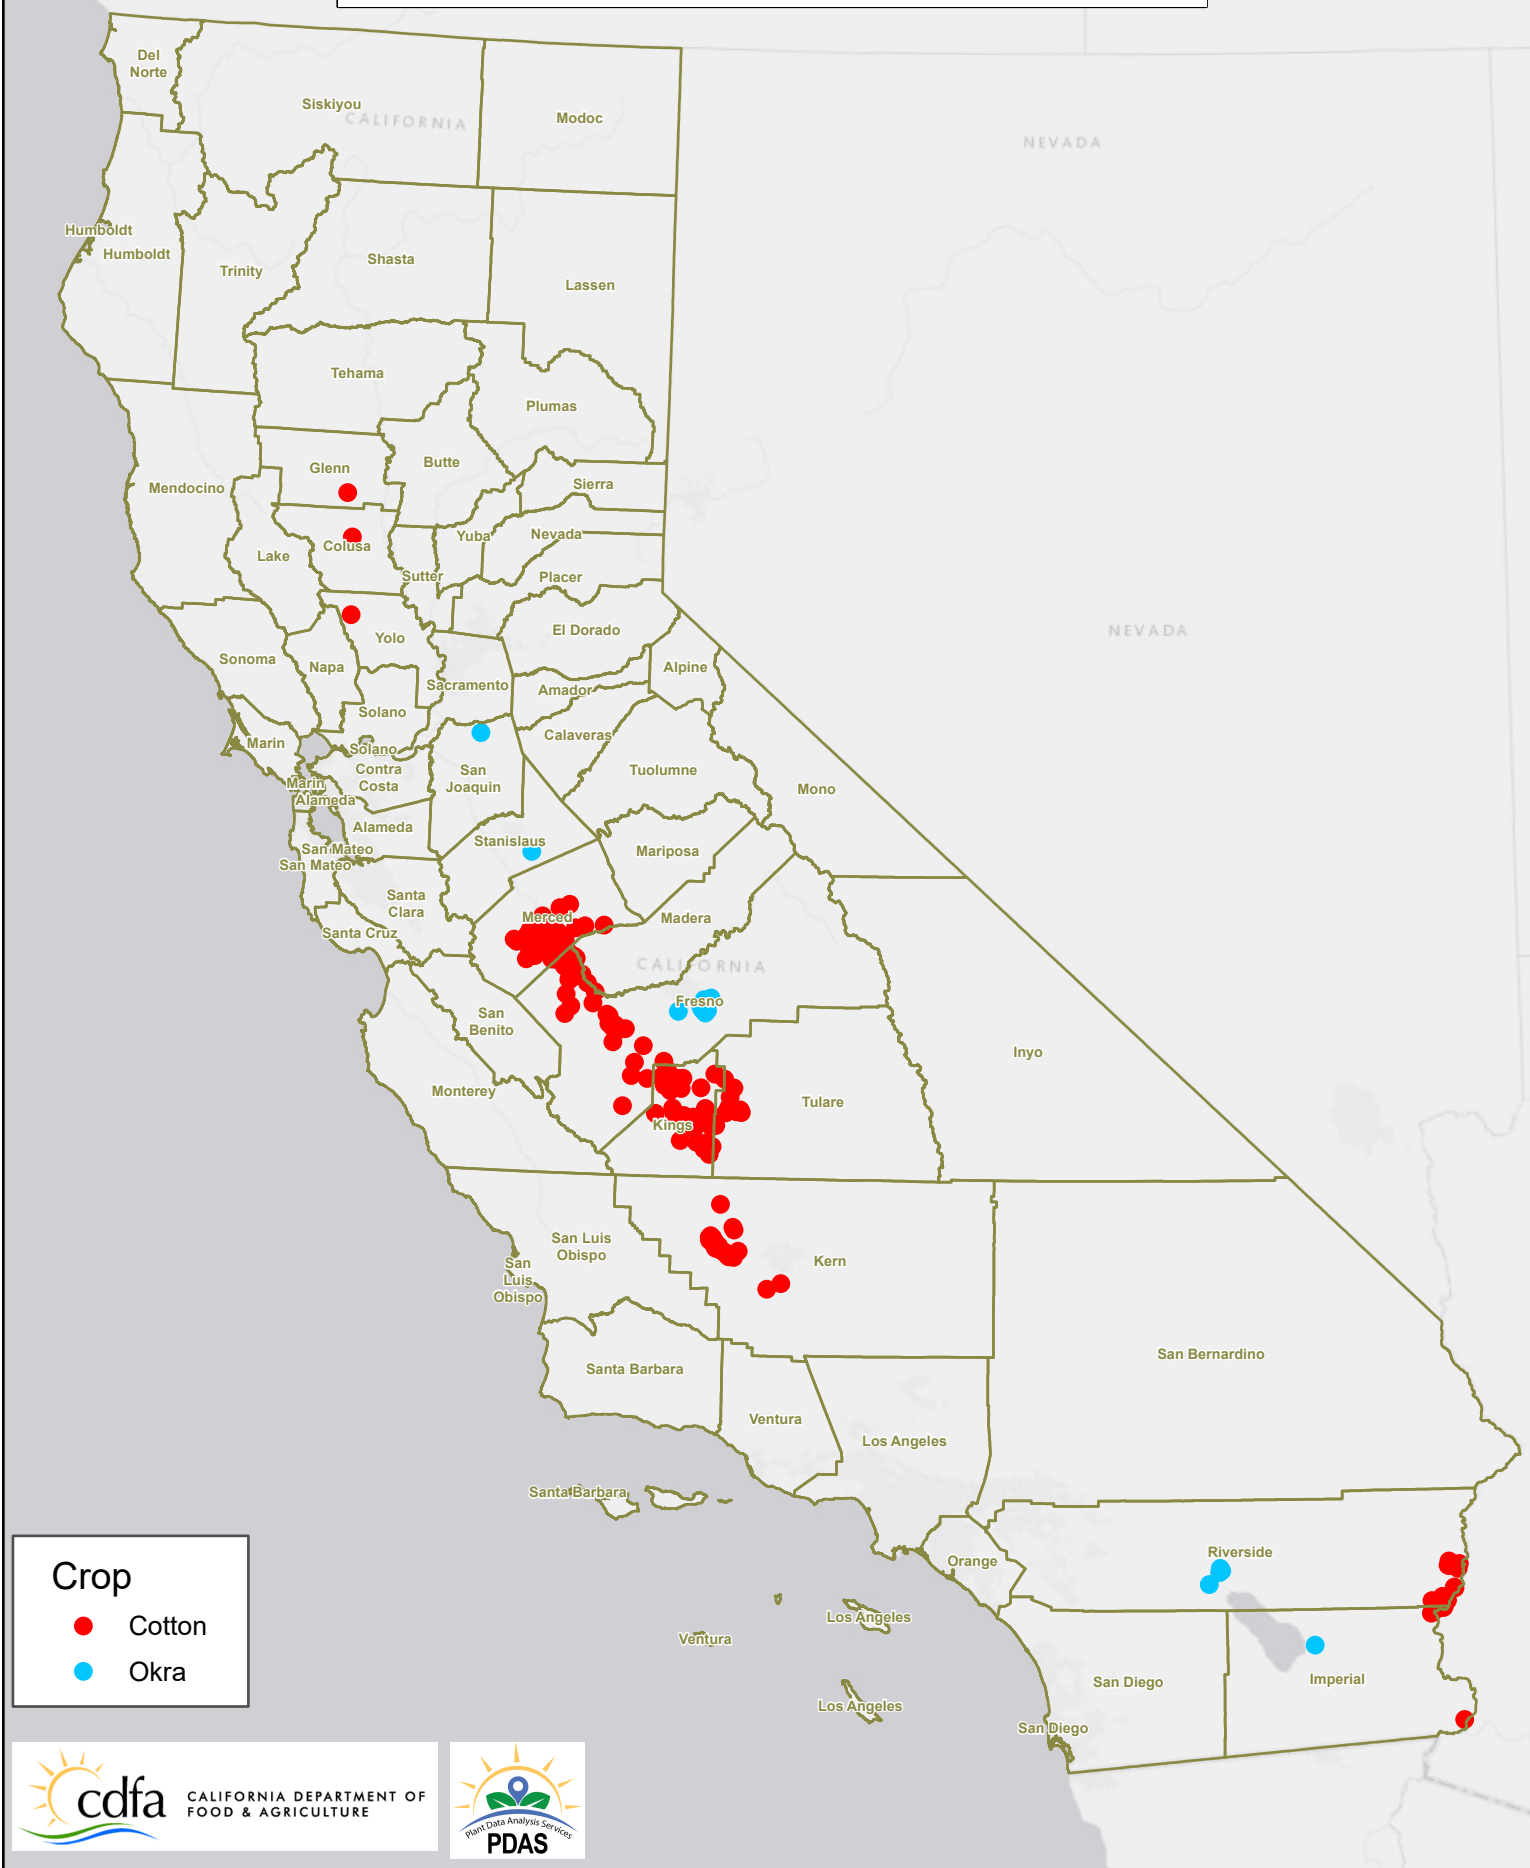 Del
Norte
Siskiyou
CALIFORNIA
Modoc
NEVADA
Humboldt
Humboldt
Trinity
Shasta
Lassen
Tehama
Plumas
Glenn
Butte
Mendocino
Sierra
Colusa
Lake
Yuba
Nevada
Sutter
Placer
Yolo
El Dorado
NEVADA
Sonoma
Napa
Alpine
Sacramento
Amador
Solano
Calaveras
Marin
Solano
Contra
Costa
San
Joaquin
Tuolumne
Mono
Marin
Alameda
Alameda
Stanislaus
San Mateo
San Mateo
Mariposa
Santa
Clara
Merced
Madera
Santa Cruz
CALIFORNIA
Fresno
San
Benito
Inyo
Monterey
Tulare
Kings
San Luis
Obispo
San
Luis
Obispo
Kern
San Bernardino
Santa Barbara
Ventura
Los Angeles
Santa Barbara
Orange
Riverside
Los Angeles
Ventura
Los Angeles
San Diego
Imperial
San Diego
Crop
Cotton
Okra
cdfa
CALIFORNIA DEPARTMENT OF
FOOD & AGRICULTURE
Plant Data Analysis Services
PDAS